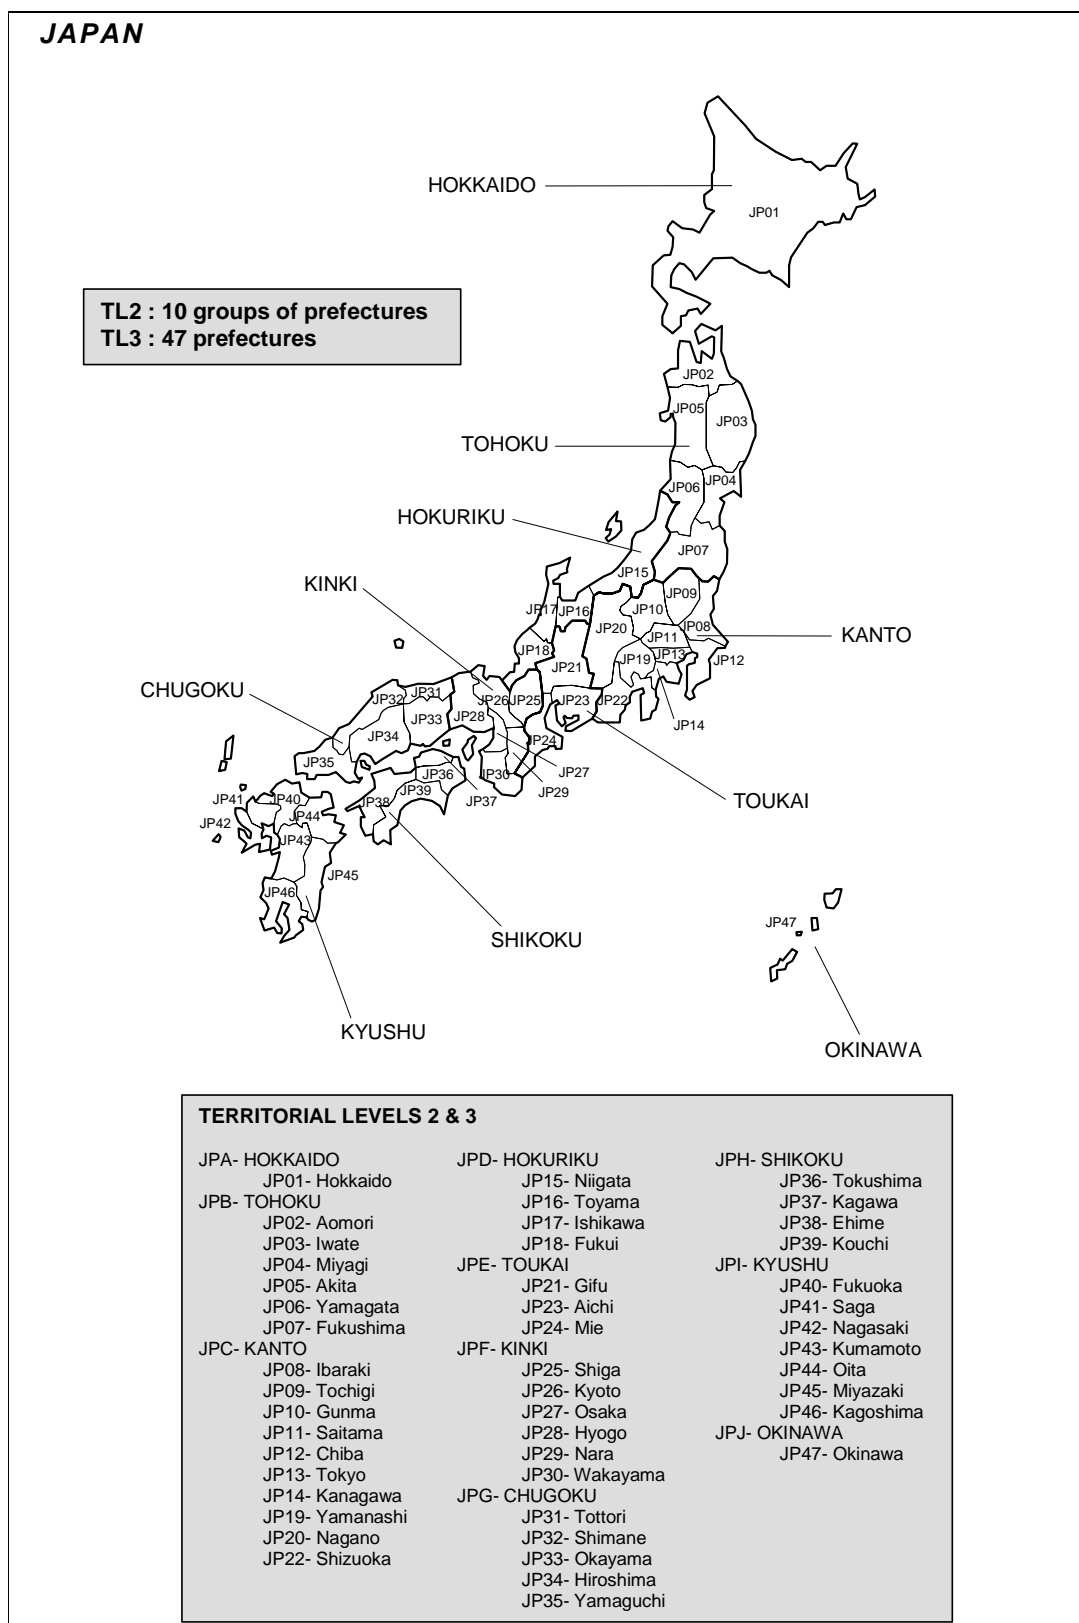 JAPAN
HOKKAIDO
JP01
TL2 : 10 groups of prefectures
TL3 : 47 prefectures
JP02
JP05
JP03
TOHOKU
JP06
JP04
HOKURIKU
JP07
JP15
KINKI
JP09
JP17
JP16
JP10
JP20
JP08
JP11
KANTO
JP18
JP19
JP13
JP12
JP21
CHUGOKU
JP32
JP31
JP26
JP25
JP23
JP22
JP28
JP33
JP14
JP34
JP24
JP35
JP30
JP27
JP36
JP29
JP39
JP37
TOUKAI
JP41
JP40
JP38
JP42
JP44
JP43
JP45
JP46
JP47
SHIKOKU
KYUSHU
OKINAWA
TERRITORIAL LEVELS 2 & 3
JPA- HOKKAIDO
JP01- Hokkaido
JPB- TOHOKU
JP02- Aomori
JP03- Iwate
JP04- Miyagi
JP05- Akita
JP06- Yamagata
JP07- Fukushima
JPC- KANTO
JP08- Ibaraki
JP09- Tochigi
JP10- Gunma
JP11- Saitama
JP12- Chiba
JP13- Tokyo
JP14- Kanagawa
JP19- Yamanashi
JP20- Nagano
JP22- Shizuoka
JPD- HOKURIKU
JP15- Niigata
JP16- Toyama
JP17- Ishikawa
JP18- Fukui
JPE- TOUKAI
JP21- Gifu
JP23- Aichi
JP24- Mie
JPF- KINKI
JP25- Shiga
JP26- Kyoto
JP27- Osaka
JP28- Hyogo
JP29- Nara
JP30- Wakayama
JPG- CHUGOKU
JP31- Tottori
JP32- Shimane
JP33- Okayama
JP34- Hiroshima
JP35- Yamaguchi
JPH- SHIKOKU
JP36- Tokushima
JP37- Kagawa
JP38- Ehime
JP39- Kouchi
JPI- KYUSHU
JP40- Fukuoka
JP41- Saga
JP42- Nagasaki
JP43- Kumamoto
JP44- Oita
JP45- Miyazaki
JP46- Kagoshima
JPJ- OKINAWA
JP47- Okinawa